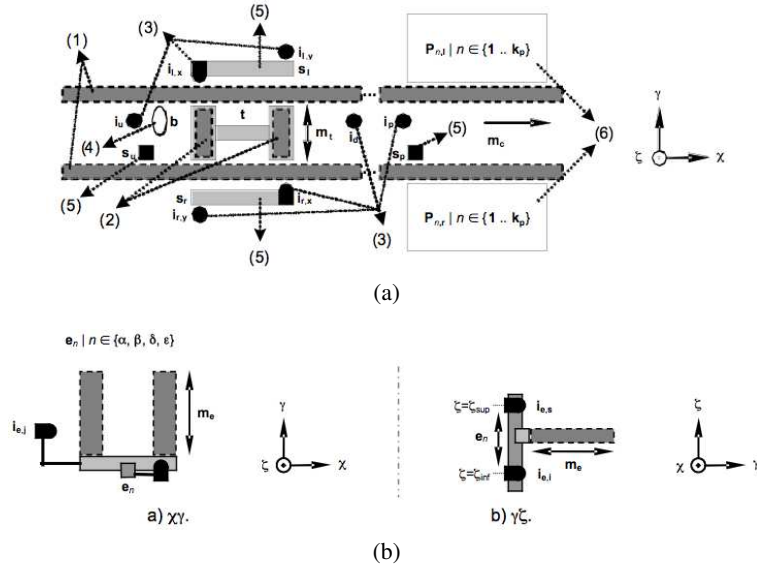 (5)
(1)
(3)
i_l,y
P_n,l | n ∈ {1 .. k_p}
i_l,x
s_l
γ
i_u
b
t
m_t
i_d
i_p
(5)
m_c
(6)
ζ
χ
(4)
s_u
s_p
(5)
(2)
s_r
i_r,x
i_r,y
P_n,r | n ∈ {1 .. k_p}
(3)
(5)
(a)
e_n | n ∈ {α, β, δ, ε}
m_e
i_e,j
e_n
γ
ζ
χ
a) χγ.
ζ=ζ_sup
i_e,s
e_n
ζ=ζ_inf
i_e,i
m_e
ζ
χ
γ
b) γζ.
(b)